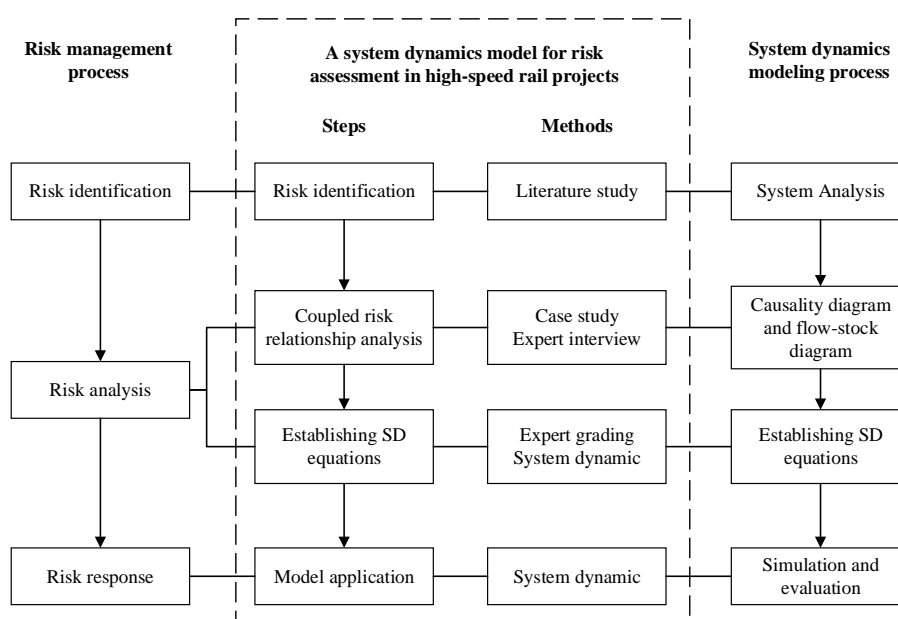 Risk management
process
A system dynamics model for risk
assessment in high-speed rail projects
System dynamics
modeling process
Steps
Methods
Risk identification
Risk identification
Literature study
System Analysis
Coupled risk
relationship analysis
Case study
Expert interview
Causality diagram
and flow-stock
diagram
Risk analysis
Establishing SD
equations
Expert grading
System dynamic
Establishing SD
equations
Risk response
Model application
System dynamic
Simulation and
evaluation